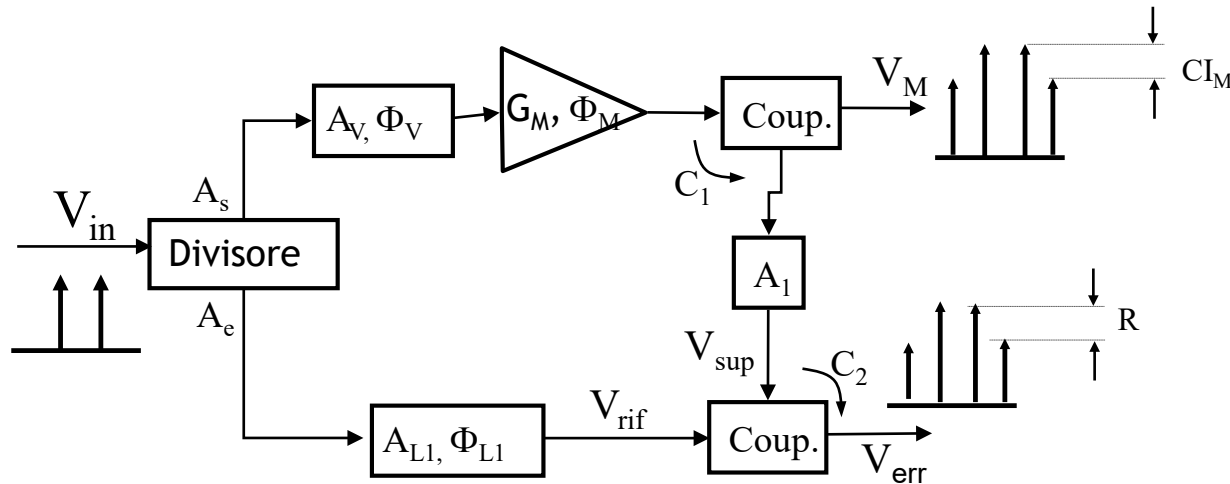 V_M
CI_M
A_V, Φ_V
G_M, Φ_M
Coup.
C_1
A_s
V_in
Divisore
A_1
A_e
R
V_sup
C_2
V_rif
A_L1, Φ_L1
Coup.
V_err